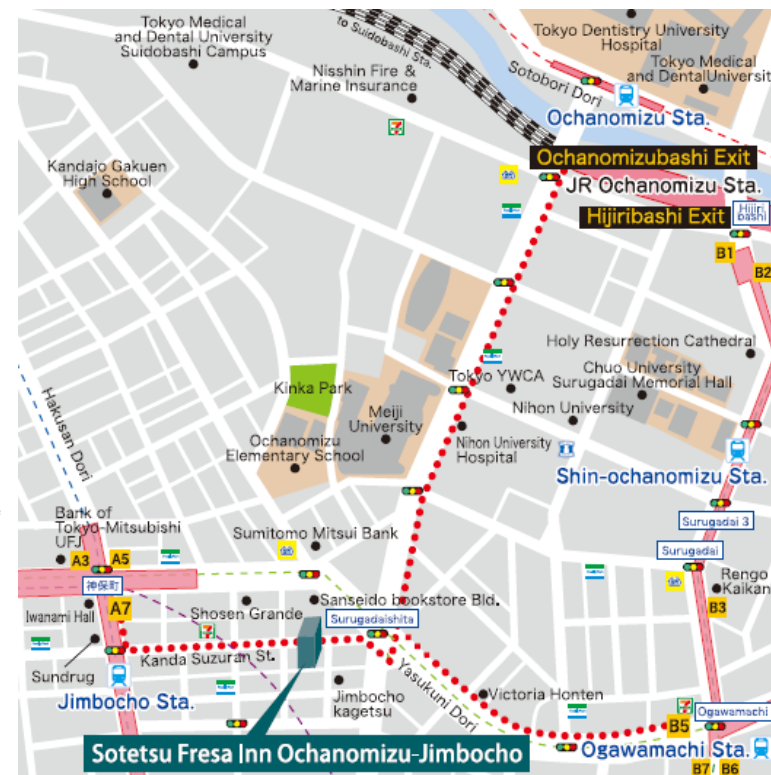 Tokyo Medical
and Dental University
Suidobashi Campus
to Suidobashi Sta.
Tokyo Dentistry University
Hospital
Tokyo Medical
and DentalUniversit
Nisshin Fire &
Marine Insurance
Sotobori Dori
Ochanomizu Sta.
Kandajo Gakuen
High School
Ochanomizubashi Exit
JR Ochanomizu Sta.
Hijiribashi Exit
Hijiri
bashi
B1
B2
Holy Resurrection Cathedral
Tokyo YWCA
Chuo University
Surugadai Memorial Hall
Kinka Park
Meiji
University
Nihon University
Hakusan Dori
Ochanomizu
Elementary School
Nihon University
Hospital
Shin-ochanomizu Sta.
Bank of
Tokyo-Mitsubishi
UFJ
Sumitomo Mitsui Bank
Surugadai 3
A3
A5
Surugadai
神保町
Rengo
Kaikan
Iwanami Hall
A7
Shosen Grande
Sanseido bookstore Bld.
B3
Surugadaishita
Kanda Suzuran St.
Sundrug
Yasukuni Dori
Jimbocho Sta.
Jimbocho
kagetsu
Victoria Honten
B5
Ogawamachi
Sotetsu Fresa Inn Ochanomizu-Jimbocho
Ogawamachi Sta.
B7/ B6